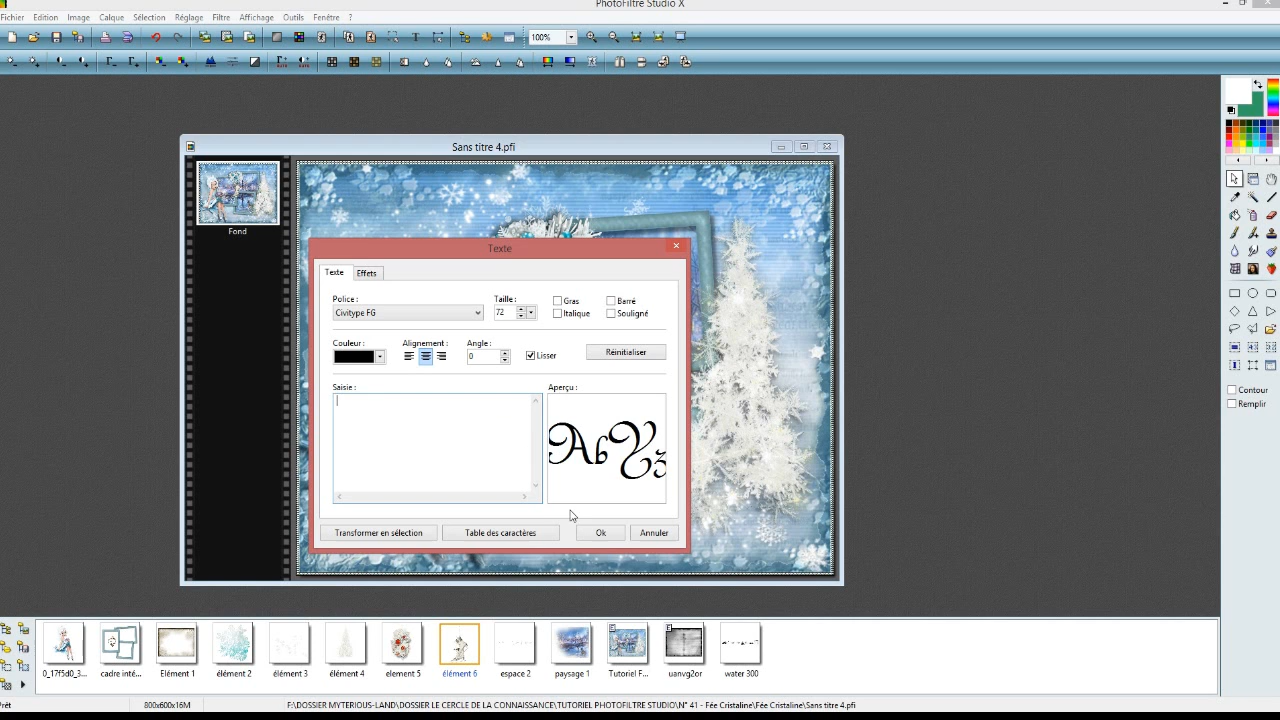 PhotoFiltre Studio X
Fichier Edition Image Calque Sélection Réglage Filtre Affichage Outils Fenêtre ?
100%
Sans titre 4.pfi
Fond
Texte
Texte Effets
Police : Taille :
Civitype FG 72
Gras Barré
Italique Souligné
Couleur : Alignement : Angle :
0 Lisser Réinitialiser
Saisie : Aperçu :
AbYz
Transformer en sélection Table des caractères Ok Annuler
Contour
Remplir
0_17f5d0_3... cadre inté... Elément 1 élément 2 élément 3 élément 4 element 5 élément 6 espace 2 paysage 1 Tutoriel F... uanvg2or water 300
Prêt 800x600x16M F:\DOSSIER MYTERIOUS-LAND\DOSSIER LE CERCLE DE LA CONNAISSANCE\TUTORIEL PHOTOFILTRE STUDIO\N° 41 - Fée Cristaline\Fée Cristaline\Sans titre 4.pfi